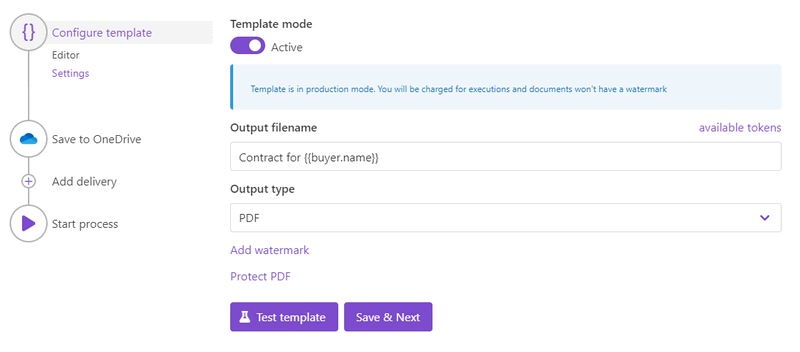 {}
Configure template
Editor
Settings
Save to OneDrive
Add delivery
Start process
Template mode
Active
Template is in production mode. You will be charged for executions and documents won't have a watermark
Output filename
available tokens
Contract for {{buyer.name}}
Output type
PDF
Add watermark
Protect PDF
Test template
Save & Next